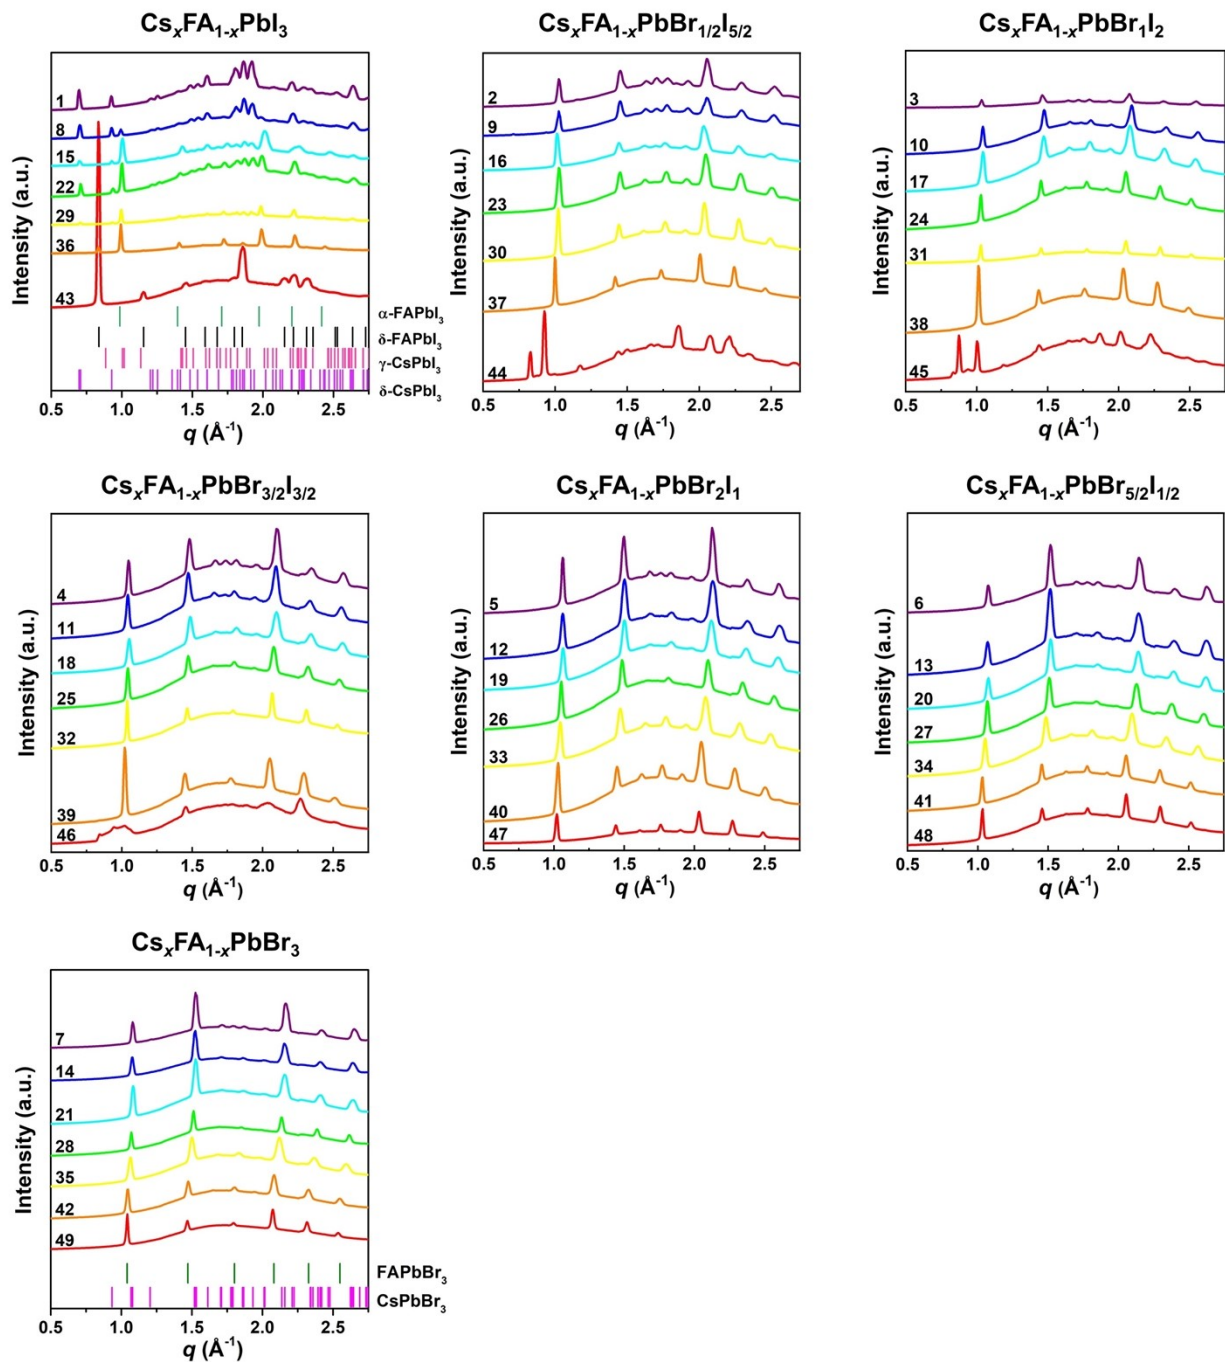 CsₓFA₁₋ₓPbI₃
Intensity (a.u.)
1
8
15
22
29
36
43
α-FAPbI₃
δ-FAPbI₃
γ-CsPbI₃
δ-CsPbI₃
0.5 1.0 1.5 2.0 2.5
q (Å⁻¹)
CsₓFA₁₋ₓPbBr₁/₂I₅/₂
Intensity (a.u.)
2
9
16
23
30
37
44
0.5 1.0 1.5 2.0 2.5
q (Å⁻¹)
CsₓFA₁₋ₓPbBr₁I₂
Intensity (a.u.)
3
10
17
24
31
38
45
0.5 1.0 1.5 2.0 2.5
q (Å⁻¹)
CsₓFA₁₋ₓPbBr₃/₂I₃/₂
Intensity (a.u.)
4
11
18
25
32
39
46
0.5 1.0 1.5 2.0 2.5
q (Å⁻¹)
CsₓFA₁₋ₓPbBr₂I₁
Intensity (a.u.)
5
12
19
26
33
40
47
0.5 1.0 1.5 2.0 2.5
q (Å⁻¹)
CsₓFA₁₋ₓPbBr₅/₂I₁/₂
Intensity (a.u.)
6
13
20
27
34
41
48
0.5 1.0 1.5 2.0 2.5
q (Å⁻¹)
CsₓFA₁₋ₓPbBr₃
Intensity (a.u.)
7
14
21
28
35
42
49
FAPbBr₃
CsPbBr₃
0.5 1.0 1.5 2.0 2.5
q (Å⁻¹)